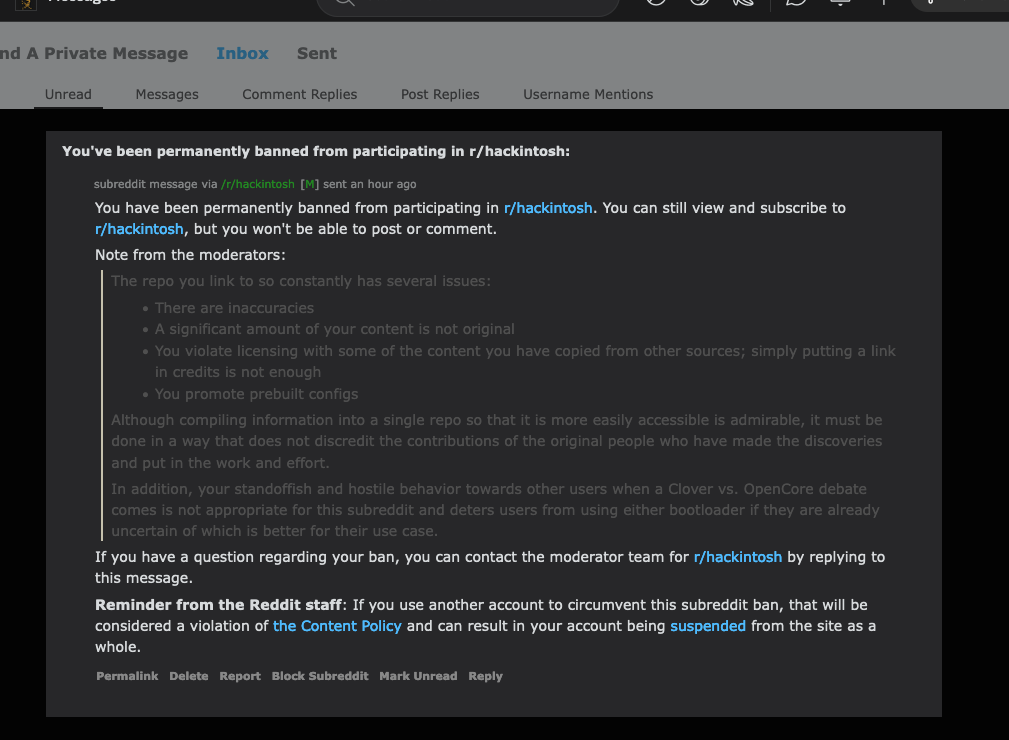 nd A Private Message Inbox Sent
Unread Messages Comment Replies Post Replies Username Mentions
You've been permanently banned from participating in r/hackintosh:
subreddit message via /r/hackintosh [M] sent an hour ago
You have been permanently banned from participating in r/hackintosh. You can still view and subscribe to
r/hackintosh, but you won't be able to post or comment.
Note from the moderators:
The repo you link to so constantly has several issues:
• There are inaccuracies
• A significant amount of your content is not original
• You violate licensing with some of the content you have copied from other sources; simply putting a link
in credits is not enough
• You promote prebuilt configs
Although compiling information into a single repo so that it is more easily accessible is admirable, it must be
done in a way that does not discredit the contributions of the original people who have made the discoveries
and put in the work and effort.
In addition, your standoffish and hostile behavior towards other users when a Clover vs. OpenCore debate
comes is not appropriate for this subreddit and deters users from using either bootloader if they are already
uncertain of which is better for their use case.
If you have a question regarding your ban, you can contact the moderator team for r/hackintosh by replying to
this message.
Reminder from the Reddit staff: If you use another account to circumvent this subreddit ban, that will be
considered a violation of the Content Policy and can result in your account being suspended from the site as a
whole.
Permalink Delete Report Block Subreddit Mark Unread Reply